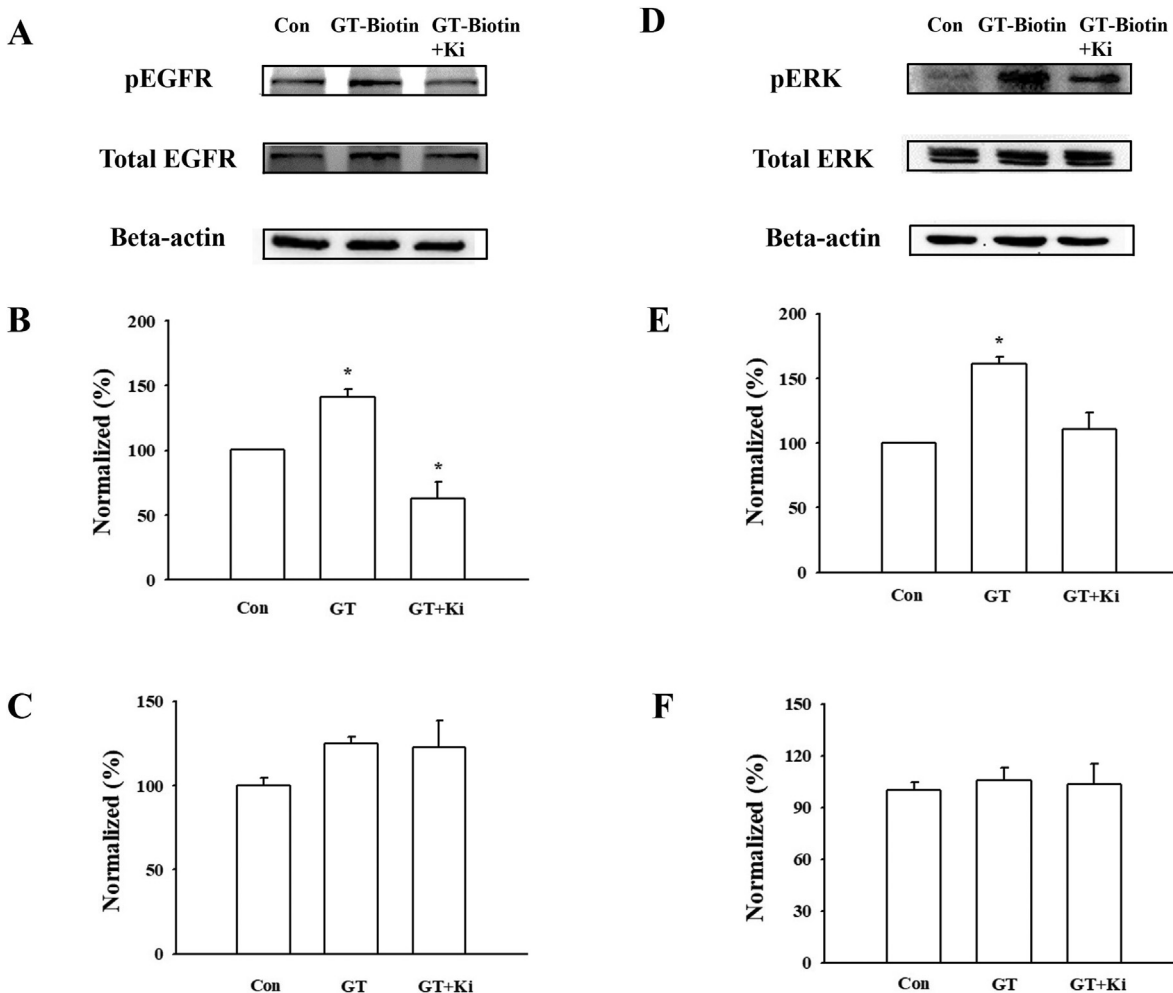 A
Con GT-Biotin GT-Biotin
+Ki
pEGFR
Total EGFR
Beta-actin
D
Con GT-Biotin GT-Biotin
+Ki
pERK
Total ERK
Beta-actin
B
Normalized (%)
200
150
100
50
0
*
*
Con GT GT+Ki
E
Normalized (%)
200
150
100
50
0
*
Con GT GT+Ki
C
Normalized (%)
150
100
50
0
Con GT GT+Ki
F
Normalized (%)
150
120
90
60
30
0
Con GT GT+Ki